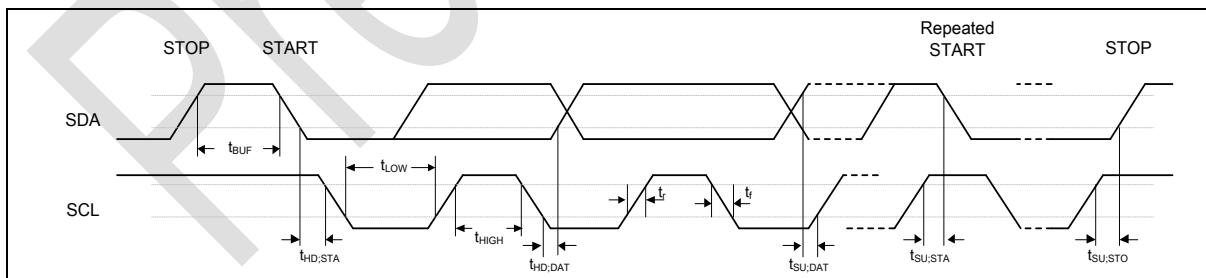 Repeated
STOP START START STOP
SDA
tBUF
tLOW
SCL
tr tf
tHIGH
tHD;STA tHD;DAT tSU;DAT tSU;STA tSU;STO